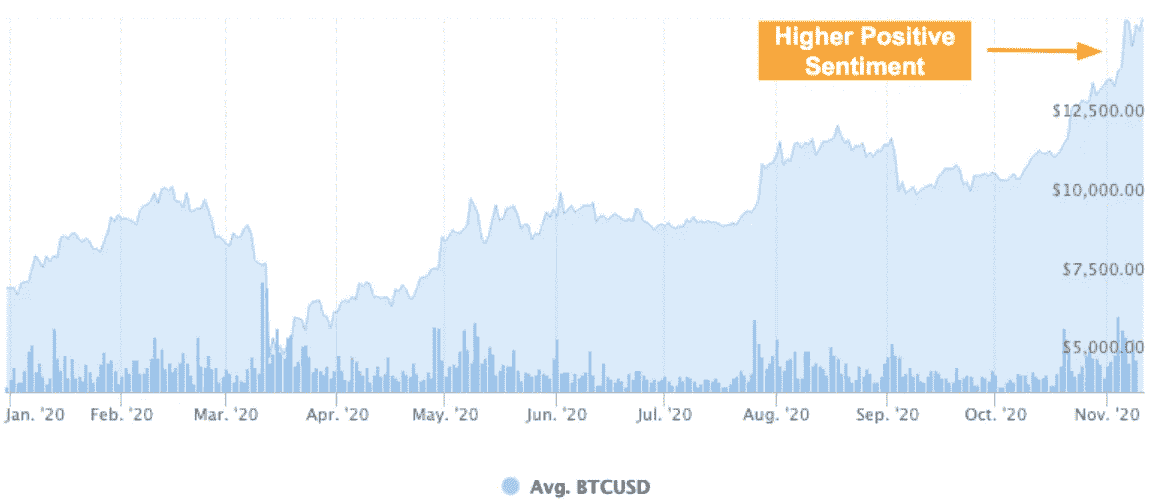 Higher Positive
Sentiment
$12,500.00
$10,000.00
$7,500.00
$5,000.00
Jan. '20 Feb. '20 Mar. '20 Apr. '20 May. '20 Jun. '20 Jul. '20 Aug. '20 Sep. '20 Oct. '20 Nov. '20
Avg. BTCUSD